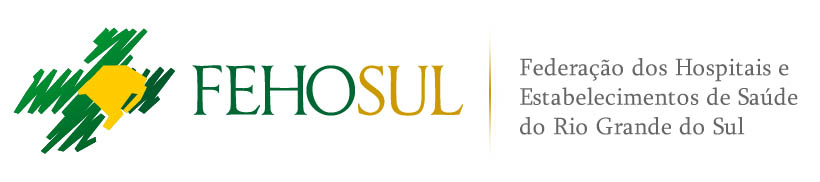 FEHOSUL
Federação dos Hospitais e
Estabelecimentos de Saúde
do Rio Grande do Sul